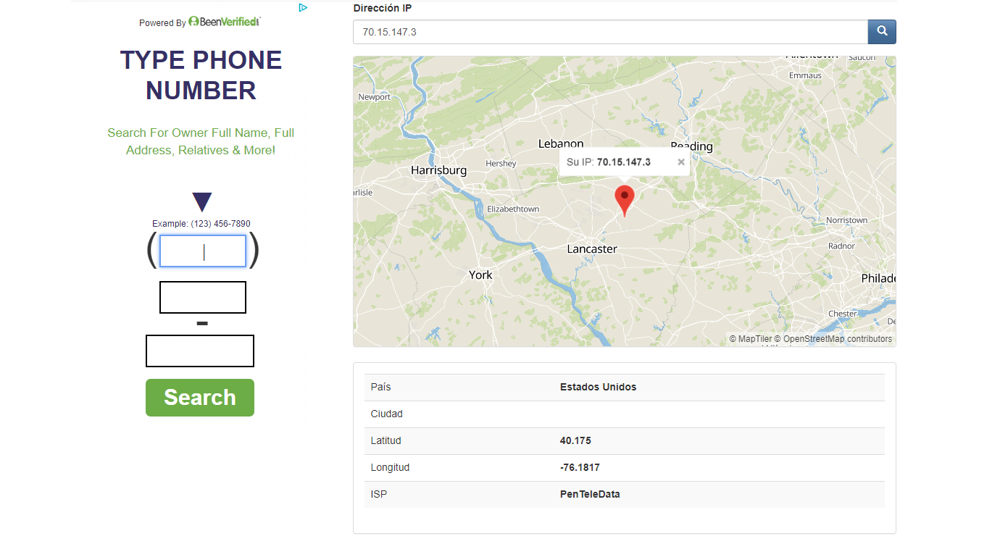 Powered By BeenVerified
TYPE PHONE
NUMBER
Search For Owner Full Name, Full
Address, Relatives & More!
Example: (123) 456-7890
(
)
-
Search
Dirección IP
70.15.147.3
Allentown
Saucon
Emmaus
Newport
Lebanon
Reading
Su IP: 70.15.147.3 ×
Hershey
Harrisburg
arlisle
Elizabethtown
Norristown
Lancaster
Radnor
York
Philade
Chester
De
© MapTiler © OpenStreetMap contributors
País Estados Unidos
Ciudad
Latitud 40.175
Longitud -76.1817
ISP PenTeleData